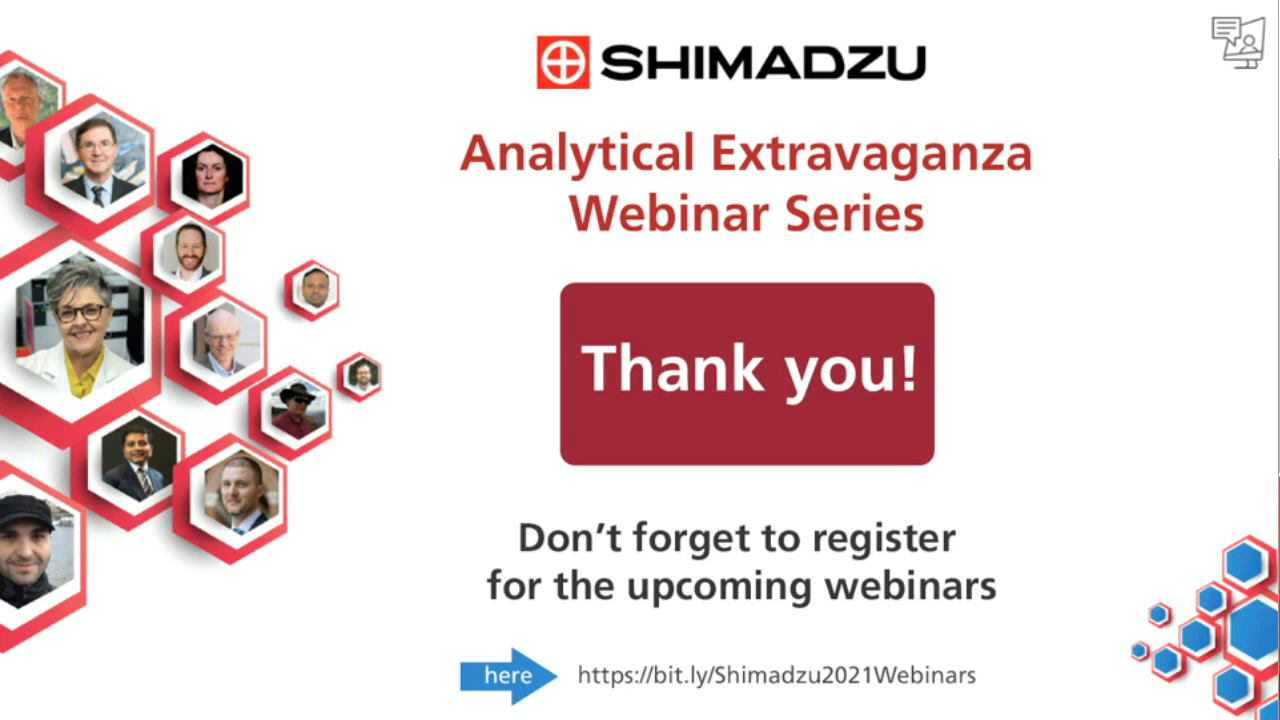 SHIMADZU
Analytical Extravaganza
Webinar Series
Thank you!
Don’t forget to register
for the upcoming webinars
here https://bit.ly/Shimadzu2021Webinars